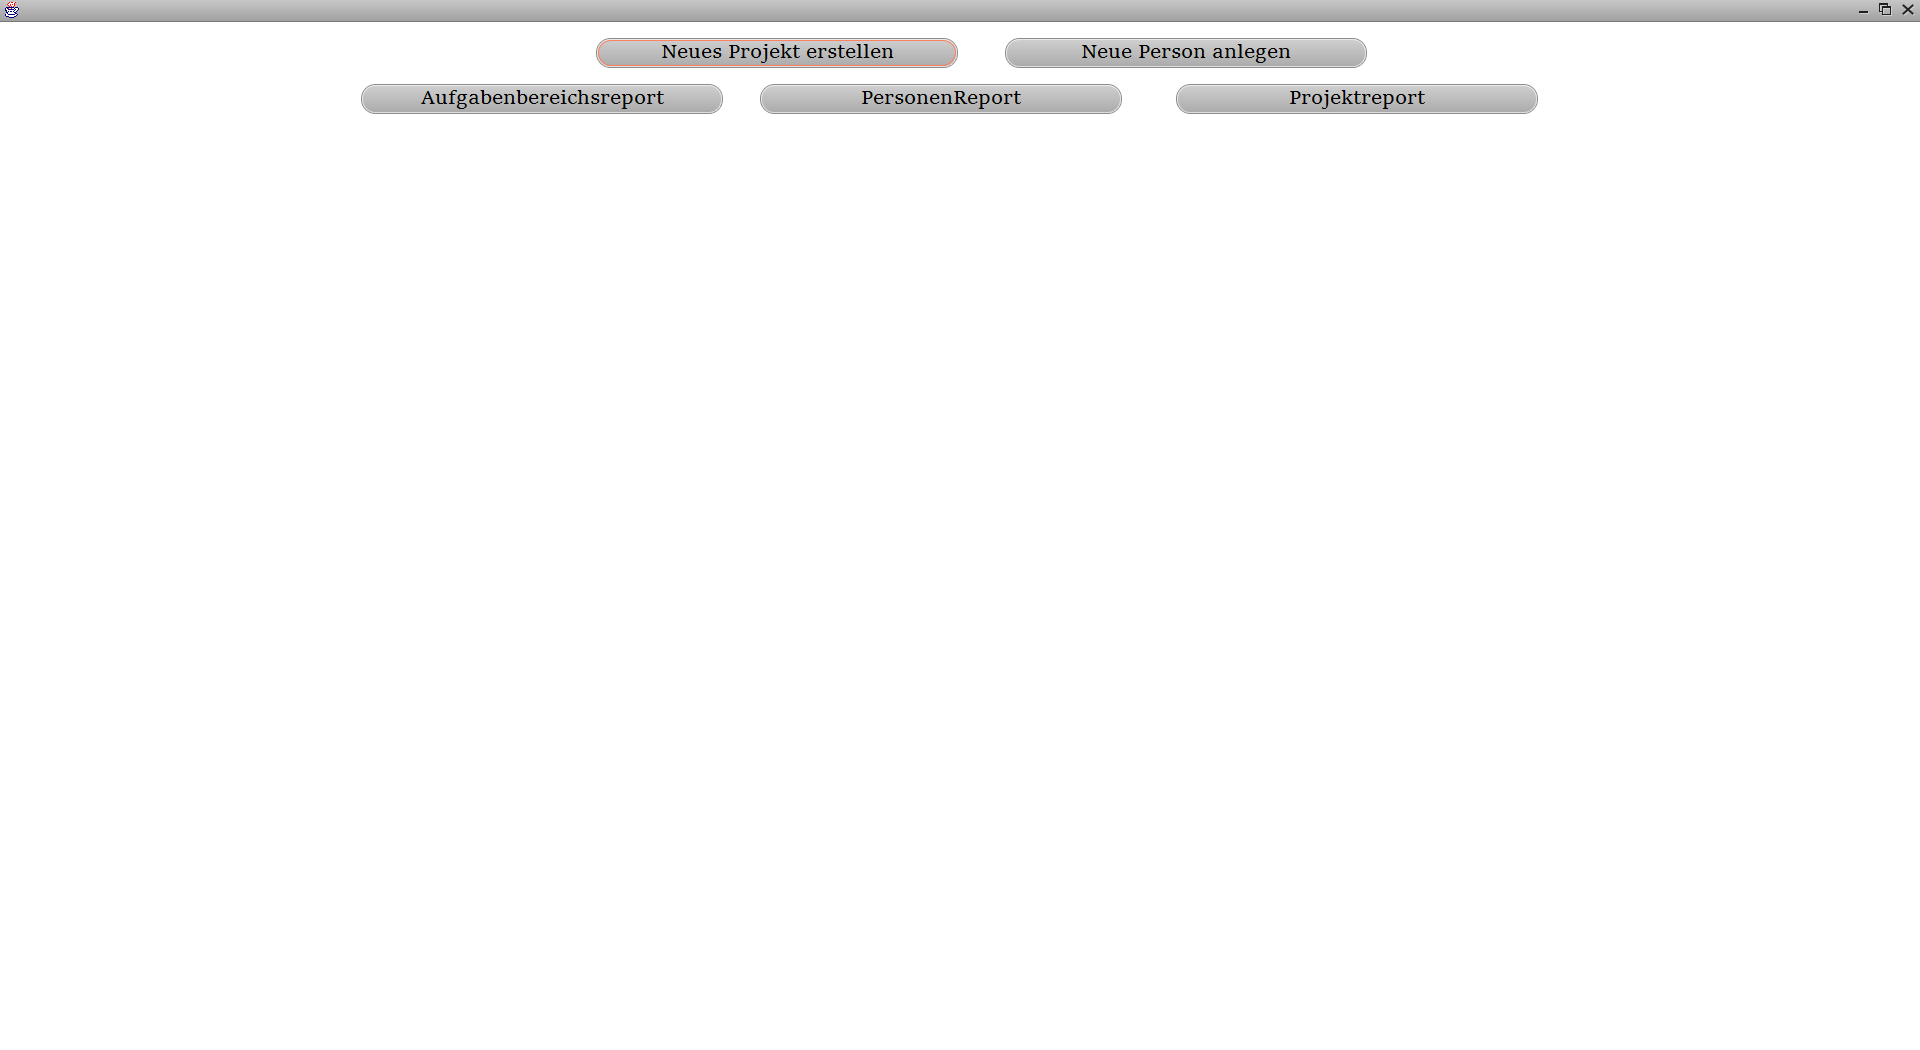 Neues Projekt erstellen
Neue Person anlegen
Aufgabenbereichsreport
PersonenReport
Projektreport